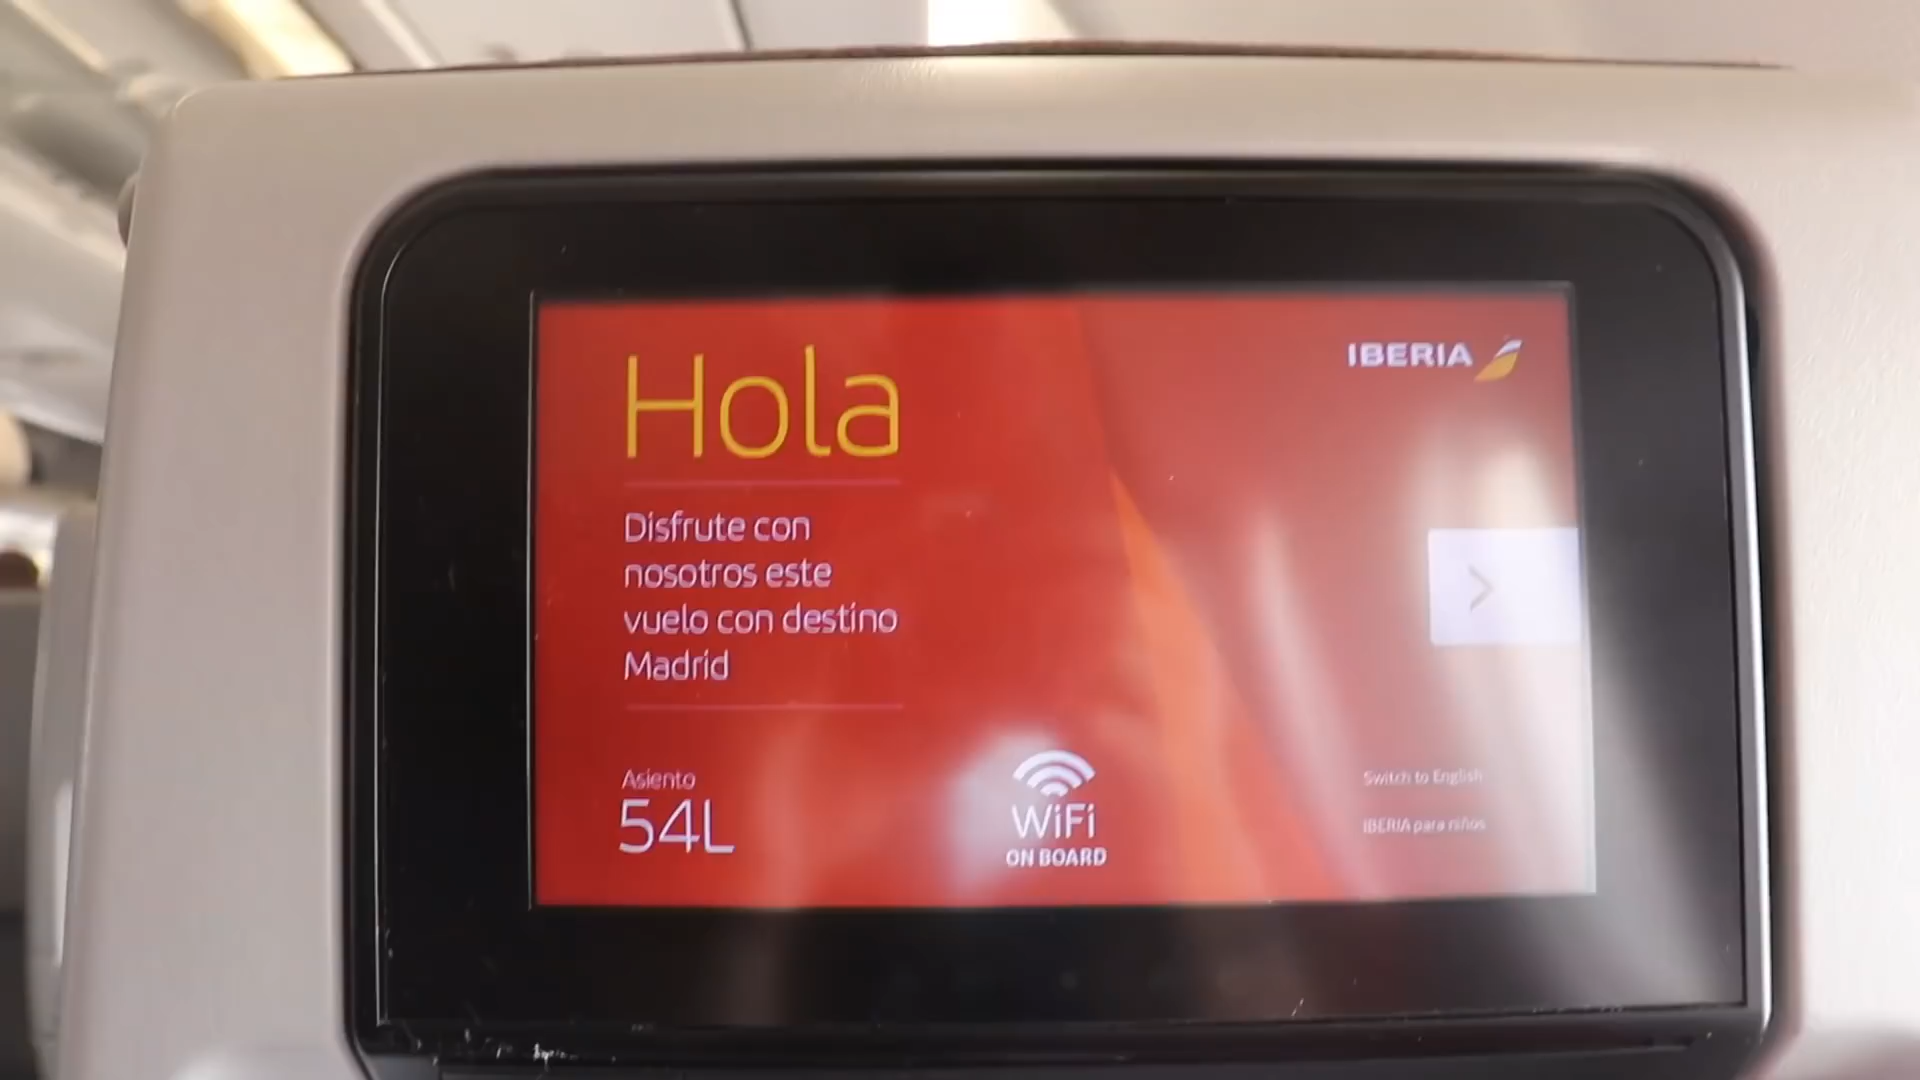 Hola
IBERIA
Disfrute con
nosotros este
vuelo con destino
Madrid
Asiento
54L
WiFi
ON BOARD
Switch to English
IBERIA para niños